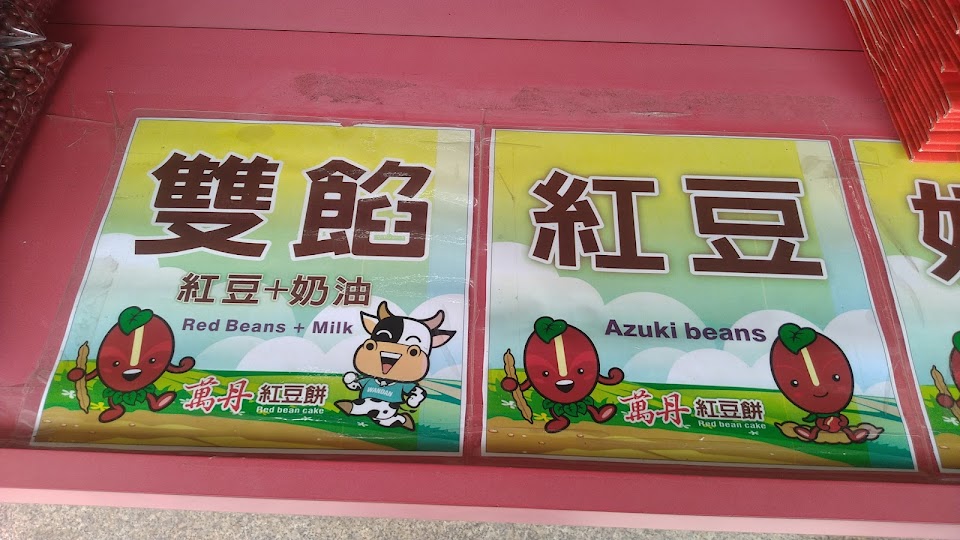 雙餡
紅豆+奶油
Red Beans + Milk
WANDAN
萬丹 紅豆餅
Red bean cake
紅豆
Azuki beans
萬丹 紅豆餅
Red bean cake